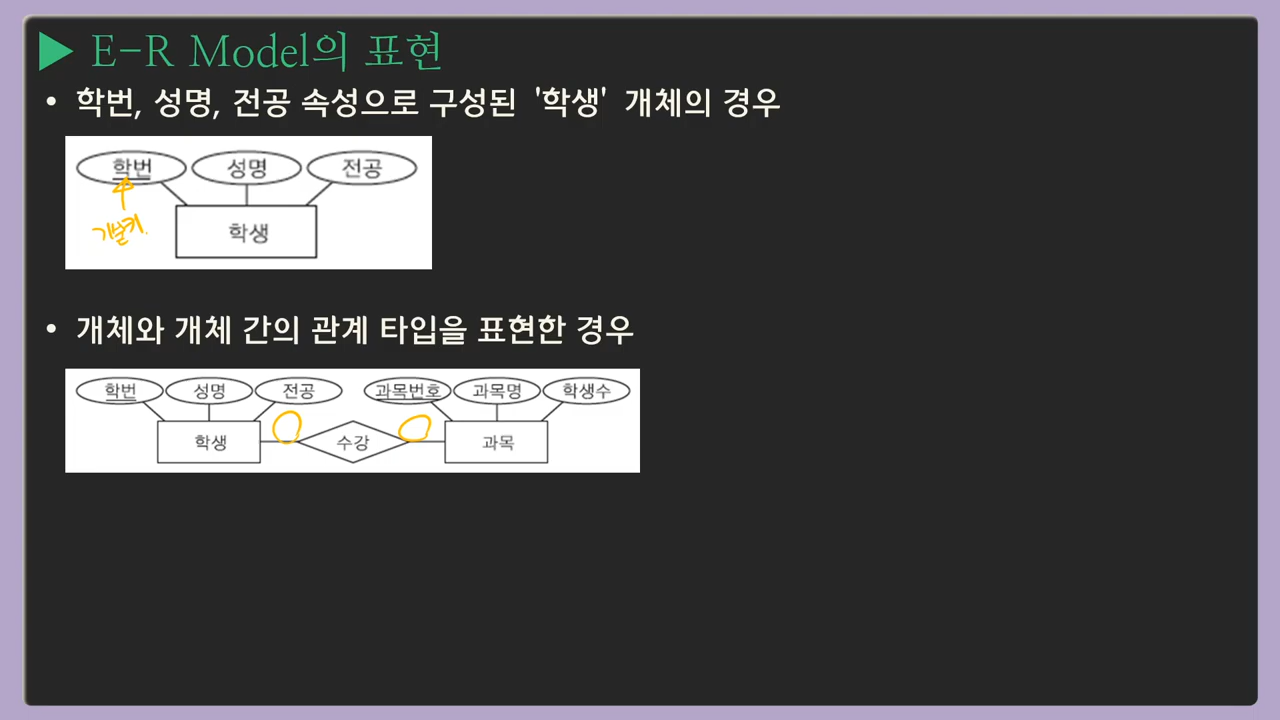 ▶ E-R Model의 표현
• 학번, 성명, 전공 속성으로 구성된 '학생' 개체의 경우
학번 성명 전공
기본키.
학생
• 개체와 개체 간의 관계 타입을 표현한 경우
학번 성명 전공 과목번호 과목명 학생수
학생 수강 과목